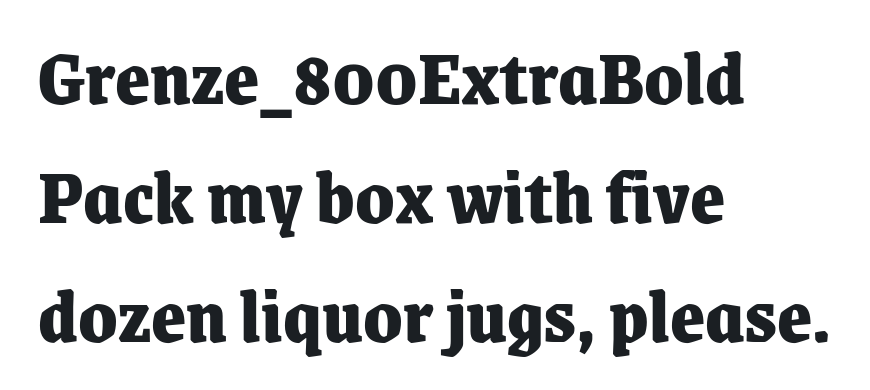 Grenze_800ExtraBold
Pack my box with five
dozen liquor jugs, please.